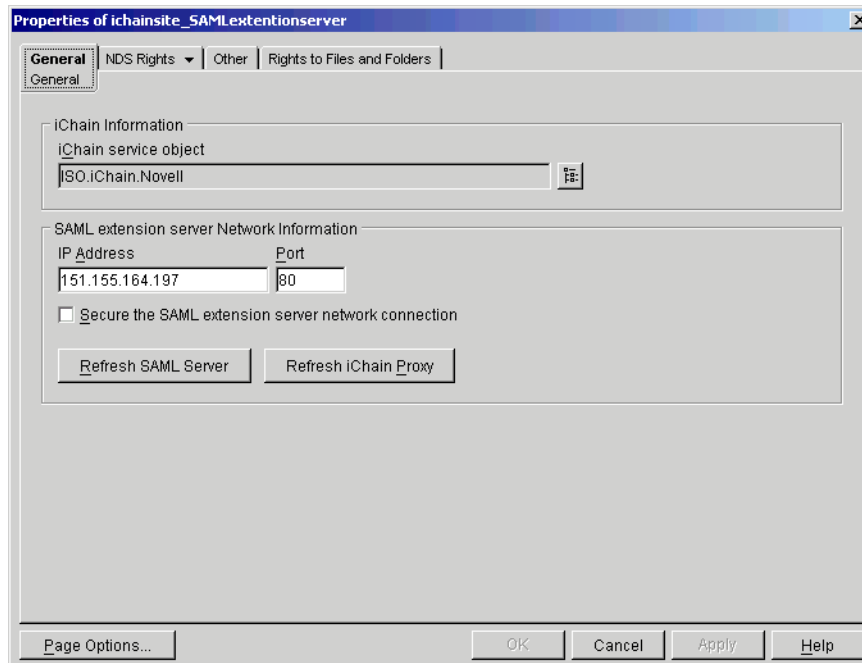 Properties of ichainsite_SAMLextentionserver
General NDS Rights Other Rights to Files and Folders
General
iChain Information
iChain service object
ISO.iChain.Novell
SAML extension server Network Information
IP Address Port
151.155.164.197 80
Secure the SAML extension server network connection
Refresh SAML Server Refresh iChain Proxy
Page Options... OK Cancel Apply Help